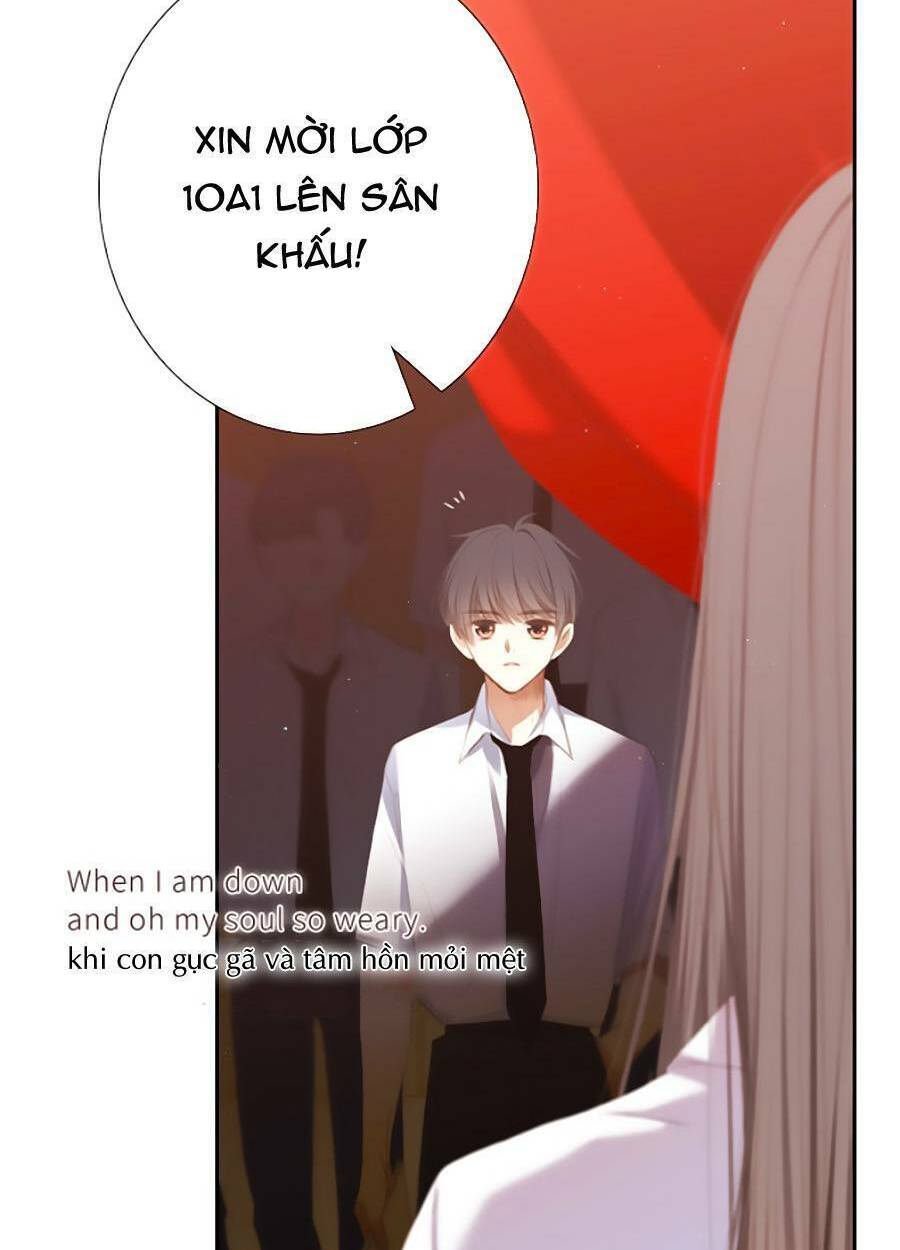 XIN MỜI LỚP
10A1 LÊN SÂN
KHẤU!
When I am down
and oh my soul so weary.
khi con gục gã và tâm hồn mỏi mệt